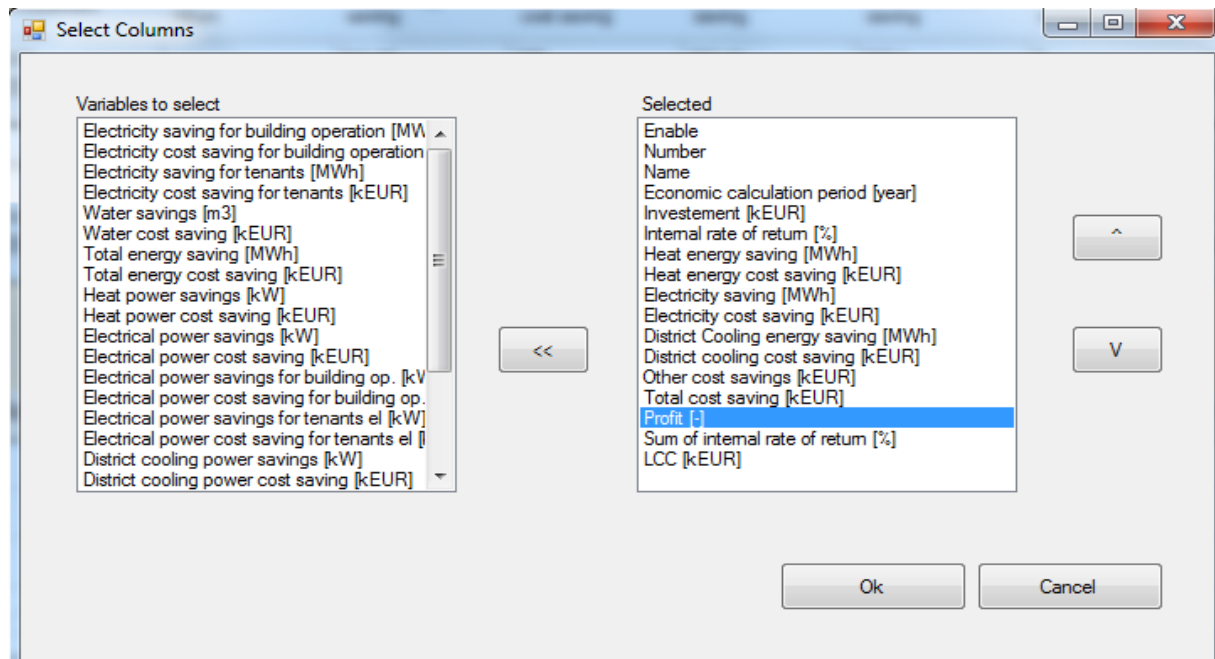 Select Columns
Variables to select
Electricity saving for building operation [MW
Electricity cost saving for building operation
Electricity saving for tenants [MWh]
Electricity cost saving for tenants [kEUR]
Water savings [m3]
Water cost saving [kEUR]
Total energy saving [MWh]
Total energy cost saving [kEUR]
Heat power savings [kW]
Heat power cost saving [kEUR]
Electrical power savings [kW]
Electrical power cost saving [kEUR]
Electrical power savings for building op. [kW
Electrical power cost saving for building op.
Electrical power savings for tenants el [kW]
Electrical power cost saving for tenants el [
District cooling power savings [kW]
District cooling power cost saving [kEUR]
<<
Selected
Enable
Number
Name
Economic calculation period [year]
Investement [kEUR]
Internal rate of return [%]
Heat energy saving [MWh]
Heat energy cost saving [kEUR]
Electricity saving [MWh]
Electricity cost saving [kEUR]
District Cooling energy saving [MWh]
District cooling cost saving [kEUR]
Other cost savings [kEUR]
Total cost saving [kEUR]
Profit [-]
Sum of internal rate of return [%]
LCC [kEUR]
^
V
Ok
Cancel